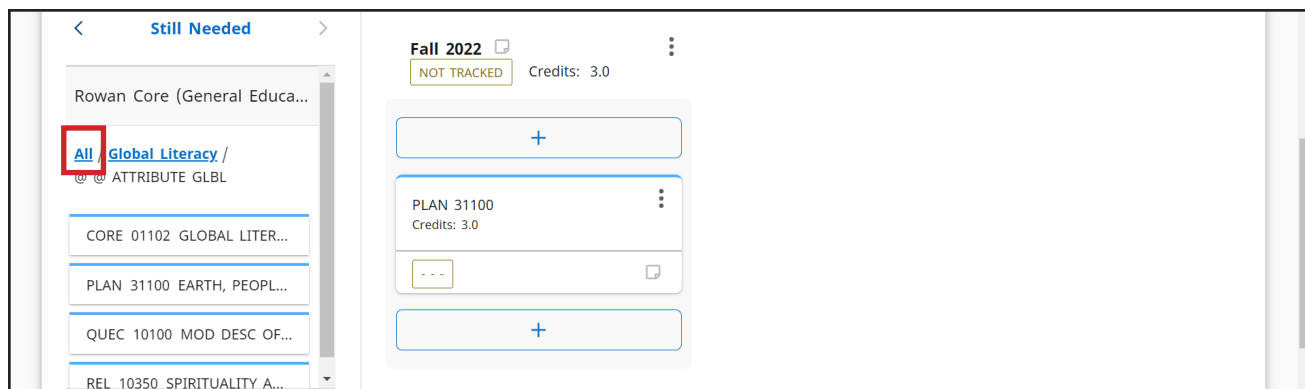 Still Needed
Rowan Core (General Educa...
All / Global Literacy /
@ @ ATTRIBUTE GLBL
CORE 01102 GLOBAL LITER...
PLAN 31100 EARTH, PEOPL...
QUEC 10100 MOD DESC OF...
REL 10350 SPIRITUALITY A...
Fall 2022
NOT TRACKED Credits: 3.0
+
PLAN 31100
Credits: 3.0
- - -
+